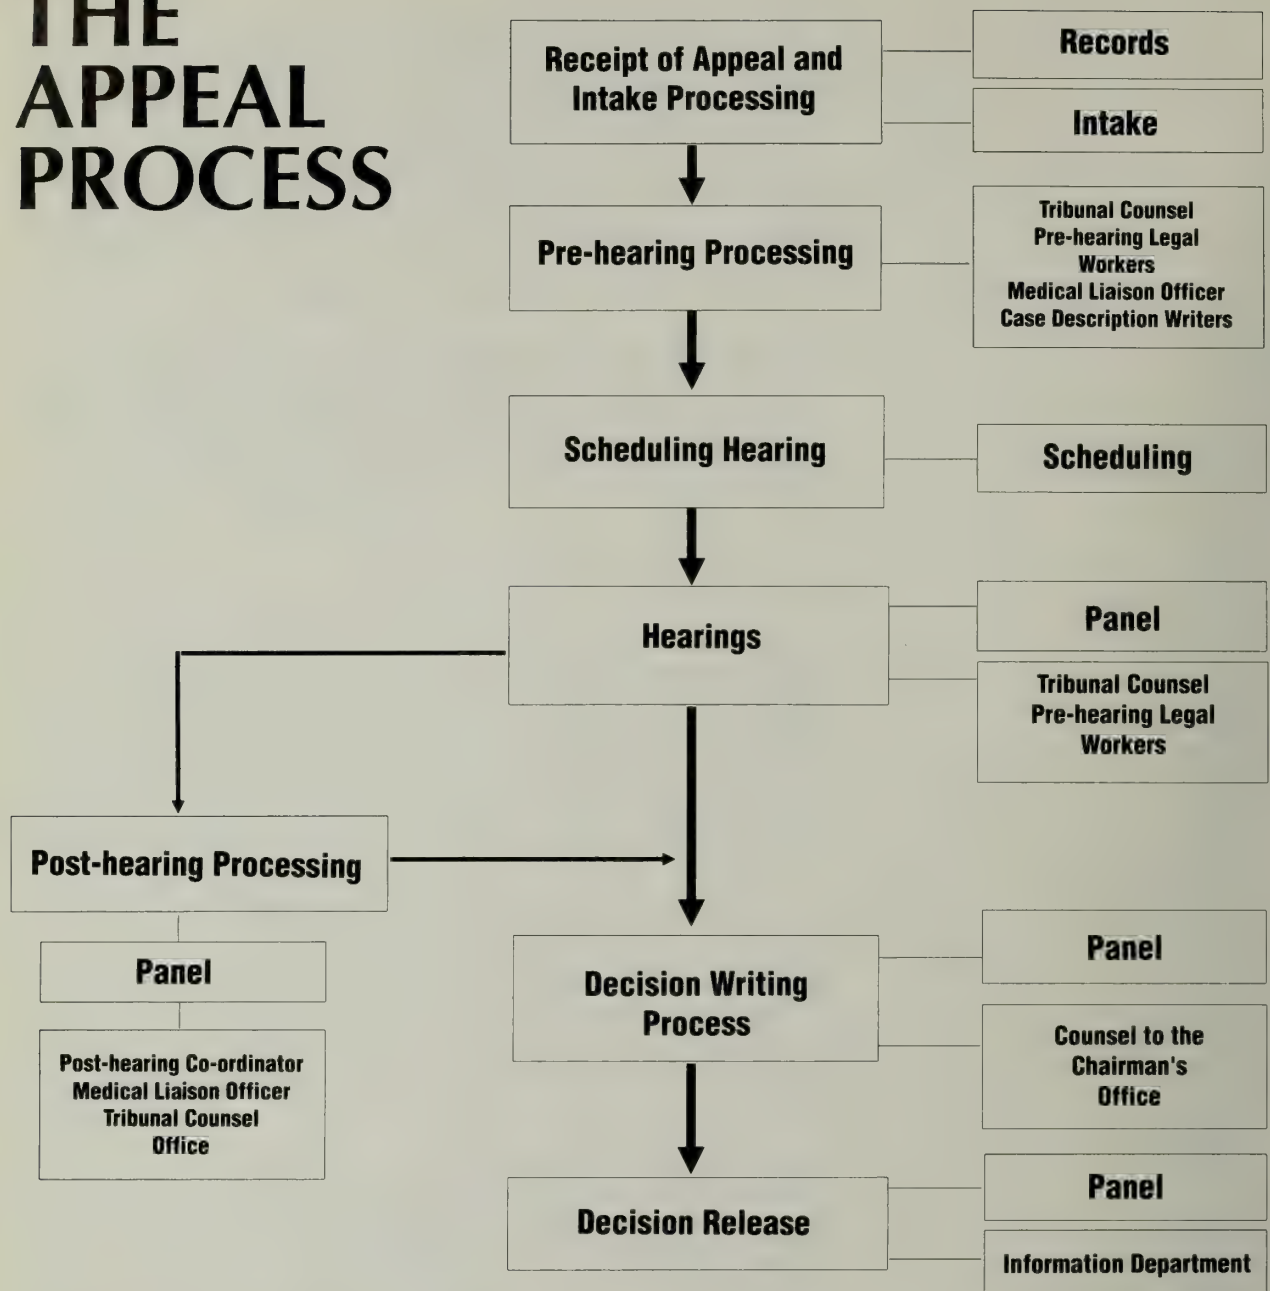 THE
APPEAL
PROCESS
Receipt of Appeal and
Intake Processing
Records
Intake
Pre-hearing Processing
Tribunal Counsel
Pre-hearing Legal
Workers
Medical Liaison Officer
Case Description Writers
Scheduling Hearing
Scheduling
Hearings
Panel
Tribunal Counsel
Pre-hearing Legal
Workers
Post-hearing Processing
Panel
Post-hearing Co-ordinator
Medical Liaison Officer
Tribunal Counsel
Office
Decision Writing
Process
Panel
Counsel to the
Chairman's
Office
Decision Release
Panel
Information Department